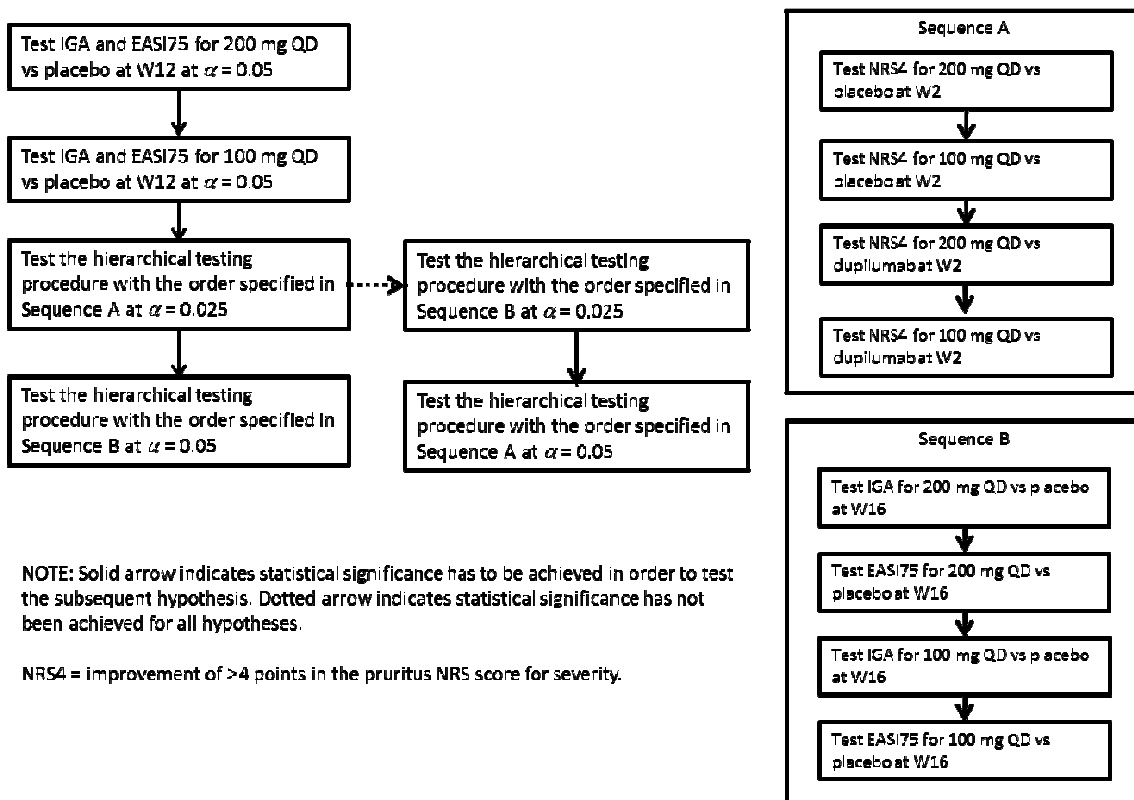 Test IGA and EASI75 for 200 mg QD
vs placebo at W12 at α = 0.05
Test IGA and EASI75 for 100 mg QD
vs placebo at W12 at α = 0.05
Test the hierarchical testing
procedure with the order specified in
Sequence A at α = 0.025
Test the hierarchical testing
procedure with the order specified in
Sequence B at α = 0.025
Test the hierarchical testing
procedure with the order specified in
Sequence B at α = 0.05
Test the hierarchical testing
procedure with the order specified in
Sequence A at α = 0.05
NOTE: Solid arrow indicates statistical significance has to be achieved in order to test
the subsequent hypothesis. Dotted arrow indicates statistical significance has not
been achieved for all hypotheses.
NRS4 = improvement of >4 points in the pruritus NRS score for severity.
Sequence A
Test NRS4 for 200 mg QD vs
placebo at W2
Test NRS4 for 100 mg QD vs
placebo at W2
Test NRS4 for 200 mg QD vs
dupilumab at W2
Test NRS4 for 100 mg QD vs
dupilumab at W2
Sequence B
Test IGA for 200 mg QD vs placebo
at W16
Test EASI75 for 200 mg QD vs
placebo at W16
Test IGA for 100 mg QD vs placebo
at W16
Test EASI75 for 100 mg QD vs
placebo at W16